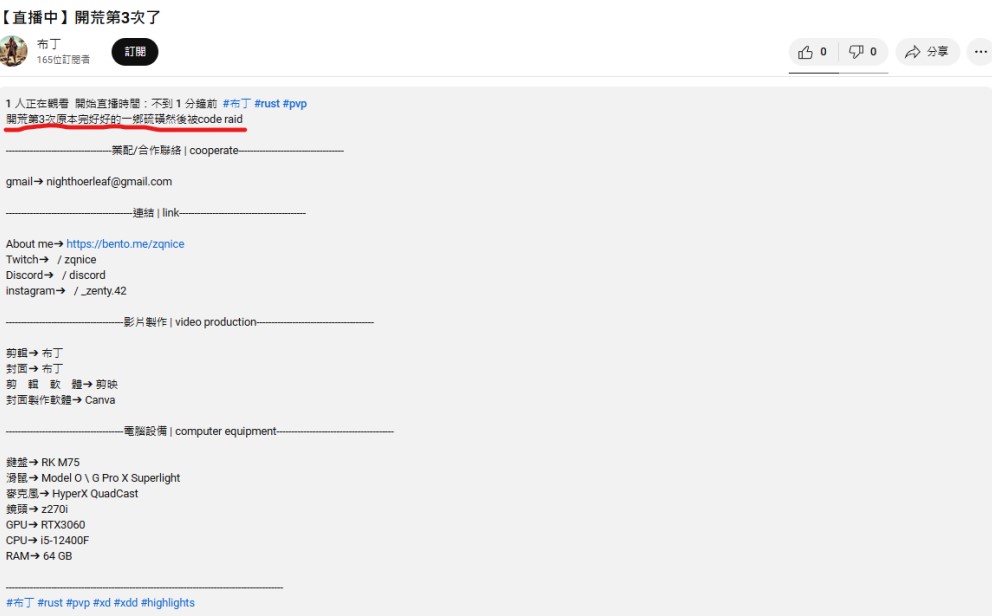 【直播中】開荒第3次了
布丁
165位訂閱者
訂閱
0
0
分享
1 人正在觀看 開始直播時間：不到 1 分鐘前 #布丁 #rust #pvp
開荒第3次原本完好好的一鄉硫磺然後被code raid
----------------------------------業配/合作聯絡 | cooperate----------------------------------
gmail➔ nighthoerleaf@gmail.com
-----------------------------------------連結 | link-----------------------------------------
About me➔ https://bento.me/zqnice
Twitch➔ / zqnice
Discord➔ / discord
instagram➔ / _zenty.42
--------------------------------------影片製作 | video production--------------------------------------
剪輯➔ 布丁
封面➔ 布丁
剪 輯 軟 體➔ 剪映
封面製作軟體➔ Canva
--------------------------------------電腦設備 | computer equipment--------------------------------------
鍵盤➔ RK M75
滑鼠➔ Model O \ G Pro X Superlight
麥克風➔ HyperX QuadCast
鏡頭➔ z270i
GPU➔ RTX3060
CPU➔ i5-12400F
RAM➔ 64 GB
------------------------------------------------------------------------------------------
#布丁 #rust #pvp #xd #xdd #highlights